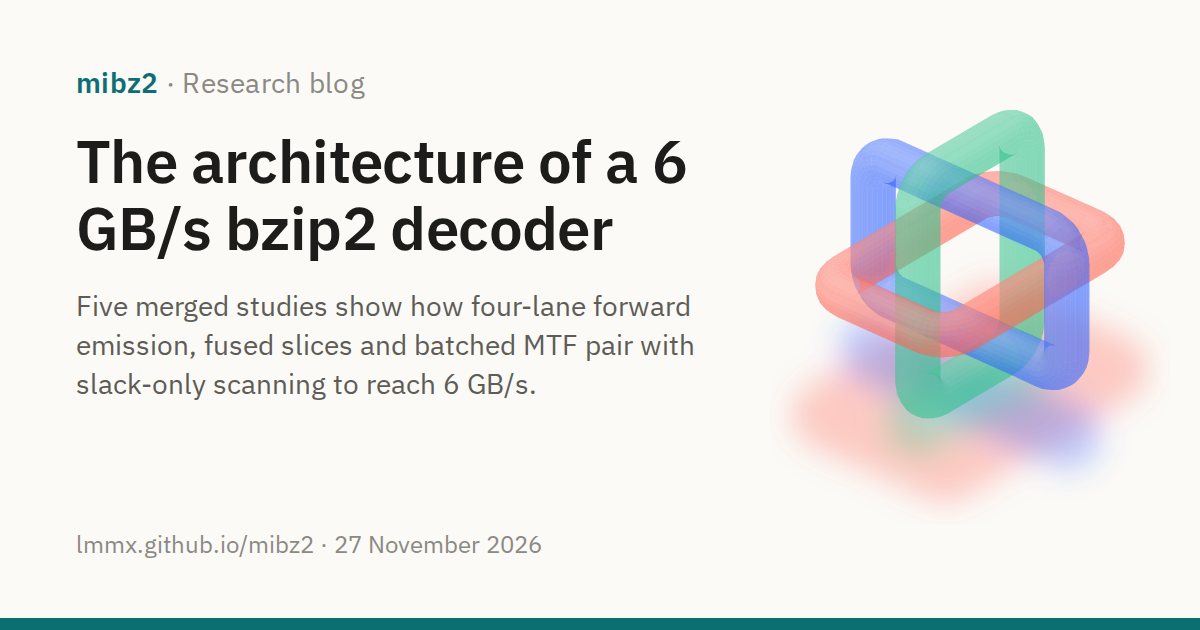 mibz2 · Research blog
The architecture of a 6
GB/s bzip2 decoder
Five merged studies show how four-lane forward
emission, fused slices and batched MTF pair with
slack-only scanning to reach 6 GB/s.
lmmx.github.io/mibz2 · 27 November 2026